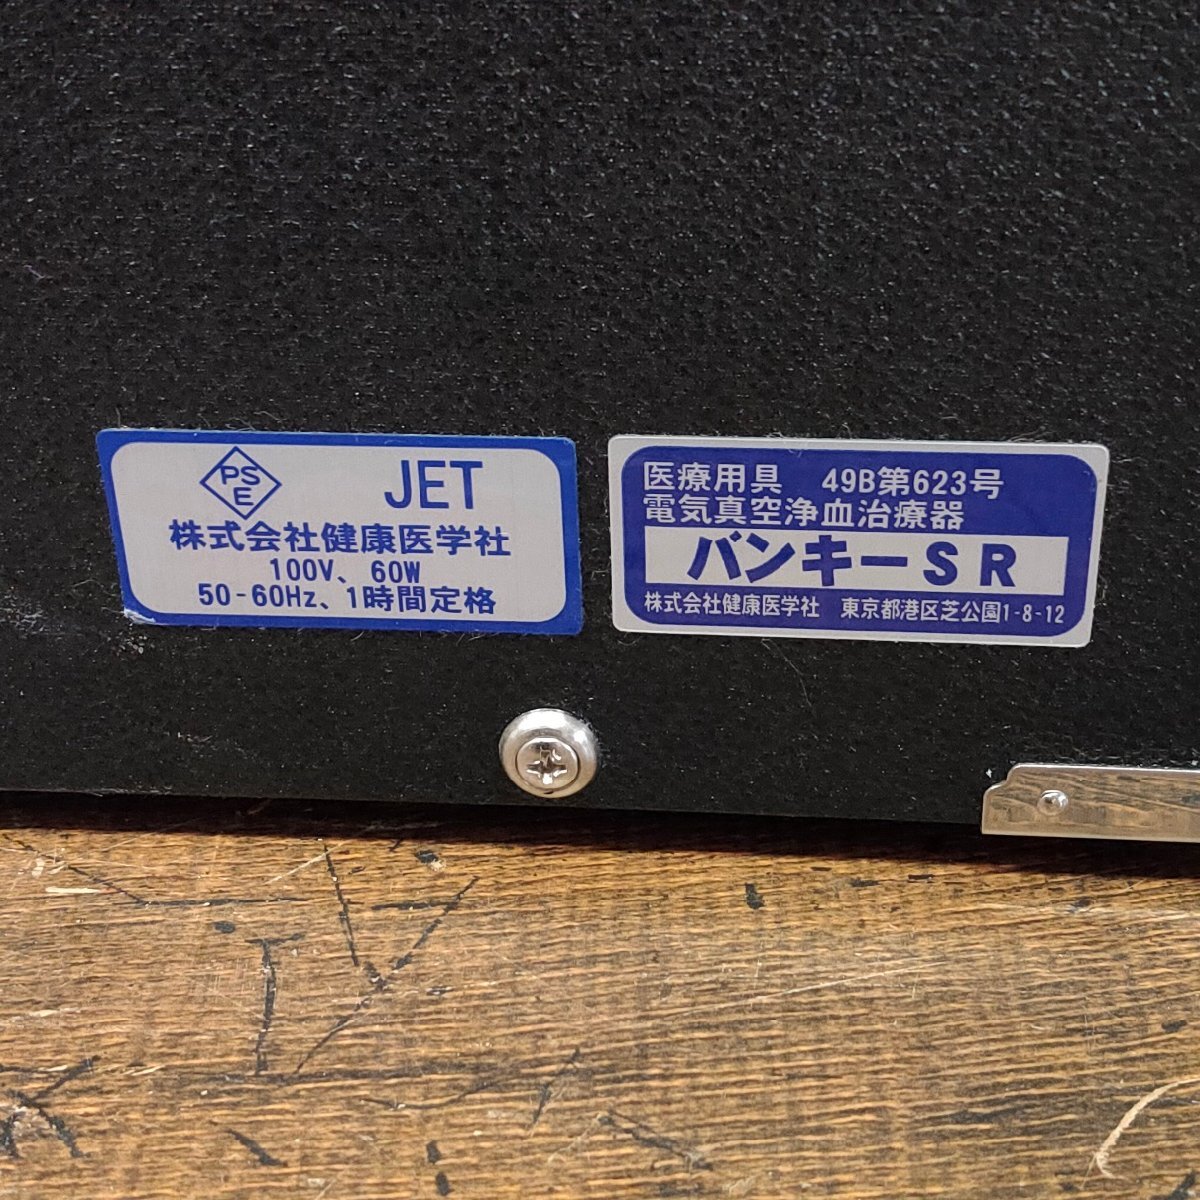 PS
E
JET
株式会社健康医学社
100V、60W
50-60Hz、1時間定格
医療用具 49B第623号
電気真空浄血治療器
バンキーSR
株式会社健康医学社 東京都港区芝公園1-8-12